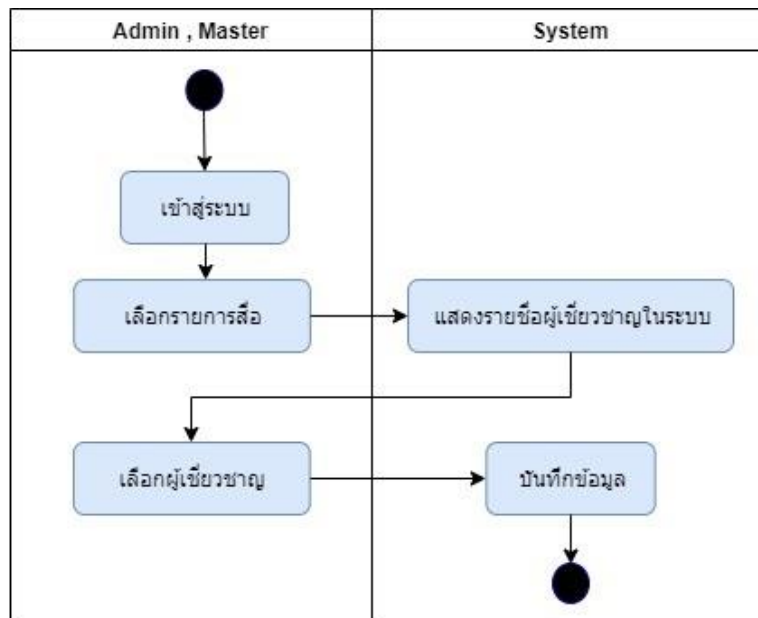 Admin , Master
System
เข้าสู่ระบบ
เลือกรายการสื่อ
แสดงรายชื่อผู้เชี่ยวชาญในระบบ
เลือกผู้เชี่ยวชาญ
บันทึกข้อมูล